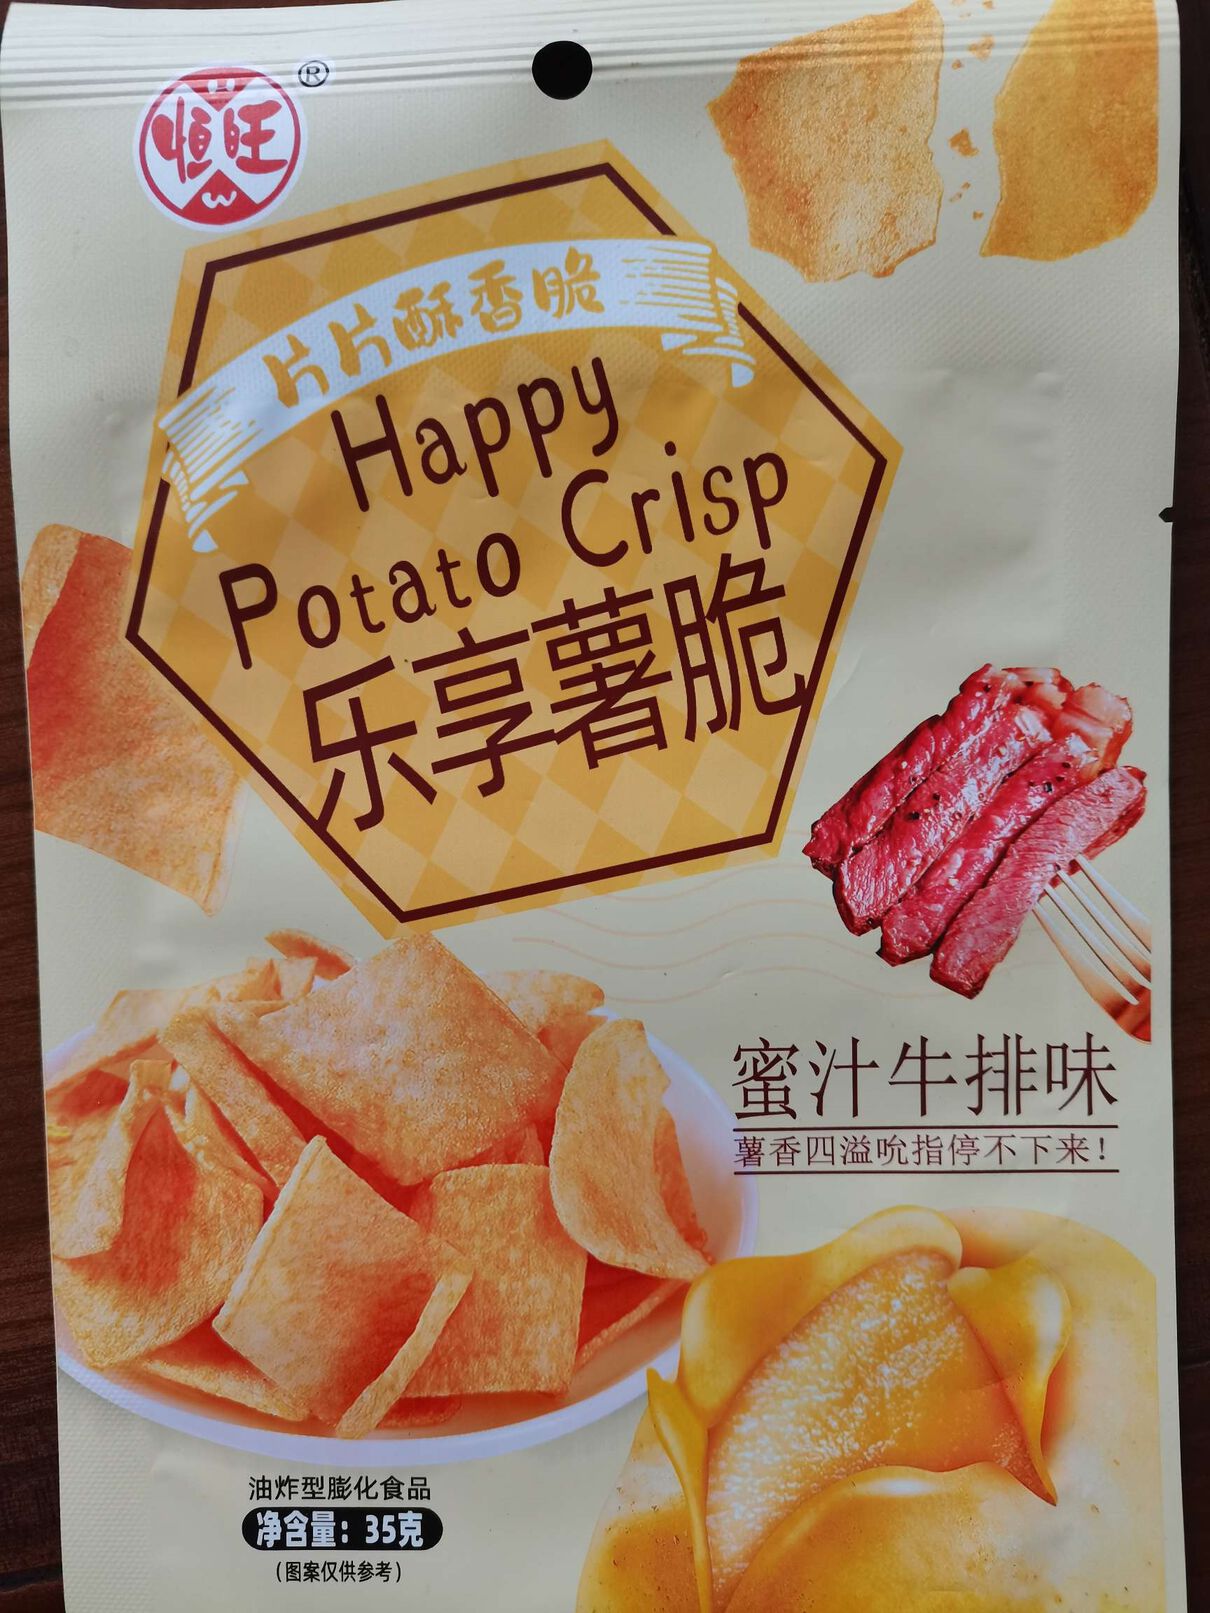 恒旺
®
片片酥香脆
Happy
Potato Crisp
乐享薯脆
蜜汁牛排味
薯香四溢吮指停不下来!
油炸型膨化食品
净含量:35克
(图案仅供参考)